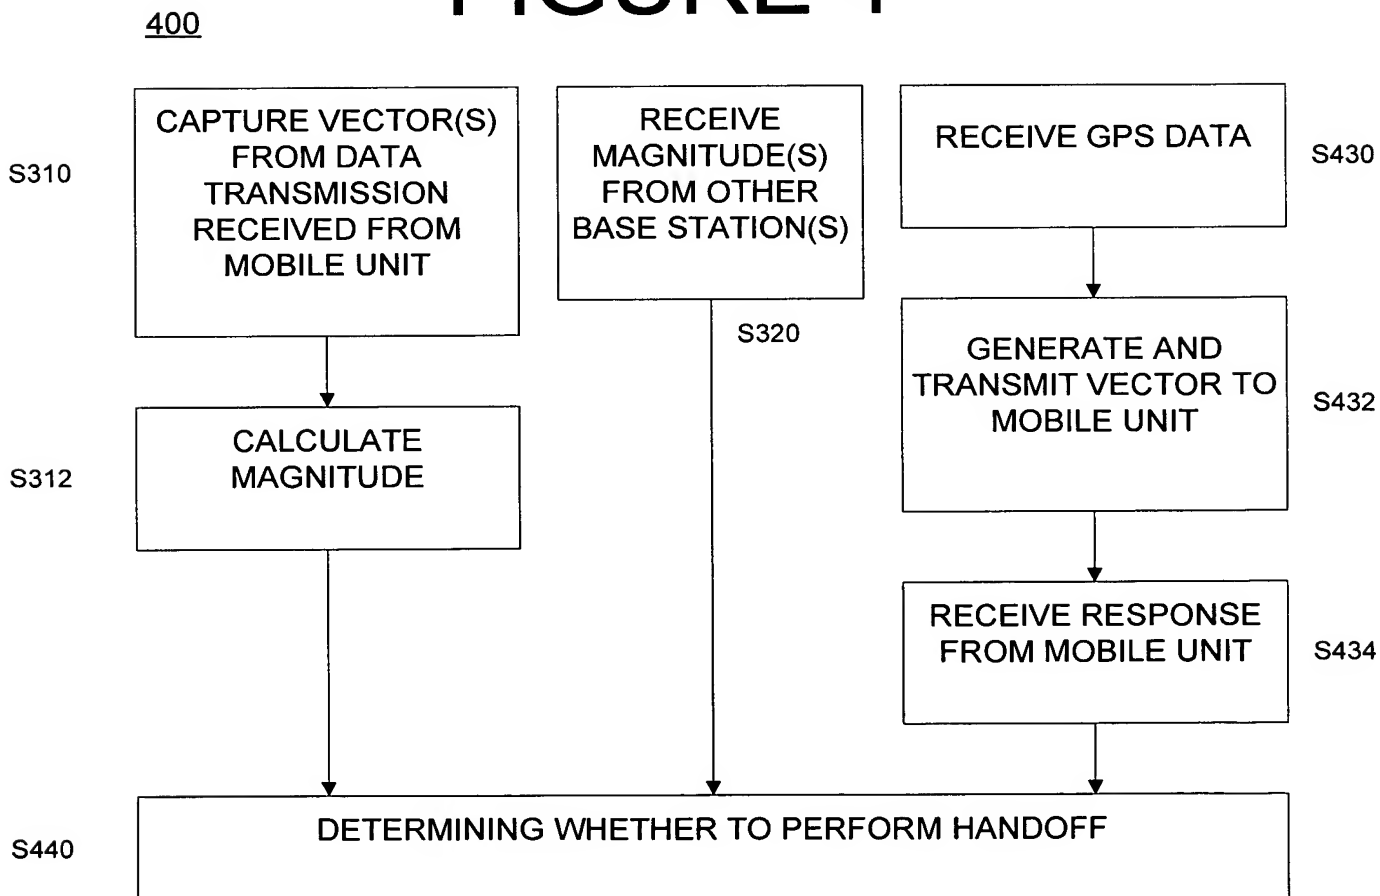 FIGURE 4
400
CAPTURE VECTOR(S)
FROM DATA
TRANSMISSION
RECEIVED FROM
MOBILE UNIT
S310
RECEIVE
MAGNITUDE(S)
FROM OTHER
BASE STATION(S)
S320
RECEIVE GPS DATA
S430
GENERATE AND
TRANSMIT VECTOR TO
MOBILE UNIT
S432
CALCULATE
MAGNITUDE
S312
RECEIVE RESPONSE
FROM MOBILE UNIT
S434
DETERMINING WHETHER TO PERFORM HANDOFF
S440